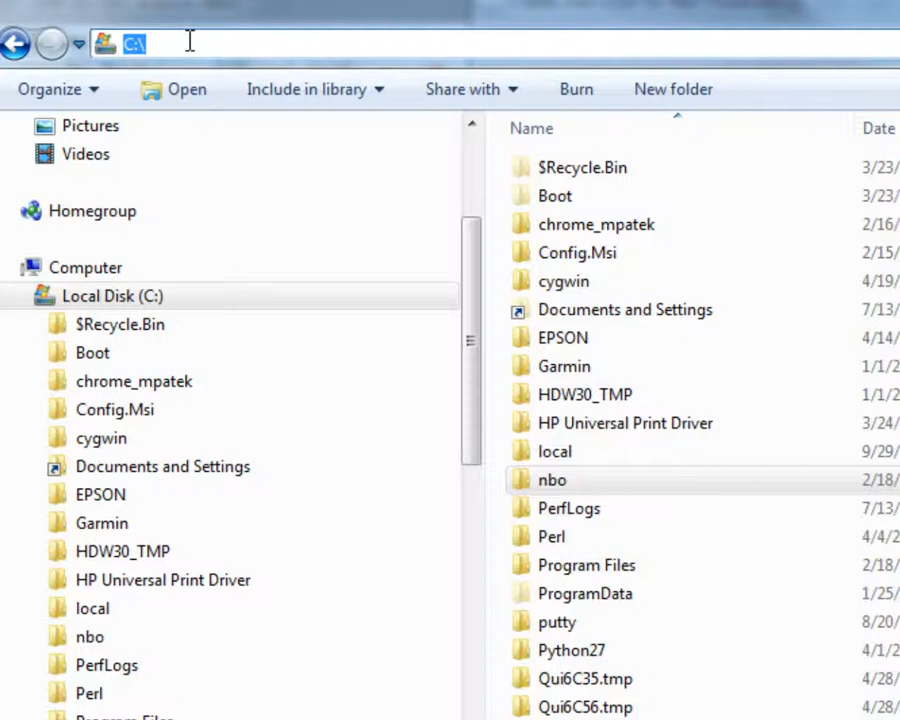 C:\
Organize Open Include in library Share with Burn New folder
Pictures
Videos
Homegroup
Computer
Local Disk (C:)
$Recycle.Bin
Boot
chrome_mpatek
Config.Msi
cygwin
Documents and Settings
EPSON
Garmin
HDW30_TMP
HP Universal Print Driver
local
nbo
PerfLogs
Perl
Program Files
Name Date
$Recycle.Bin 3/23/
Boot 3/23/
chrome_mpatek 2/16/
Config.Msi 2/15/
cygwin 4/19/
Documents and Settings 7/13/
EPSON 4/14/
Garmin 1/1/2
HDW30_TMP 1/1/2
HP Universal Print Driver 3/24/
local 9/29/
nbo 2/18/
PerfLogs 7/13/
Perl 4/4/2
Program Files 2/18/
ProgramData 1/25/
putty 8/20/
Python27 4/1/2
Qui6C35.tmp 4/28/
Qui6C56.tmp 4/28/